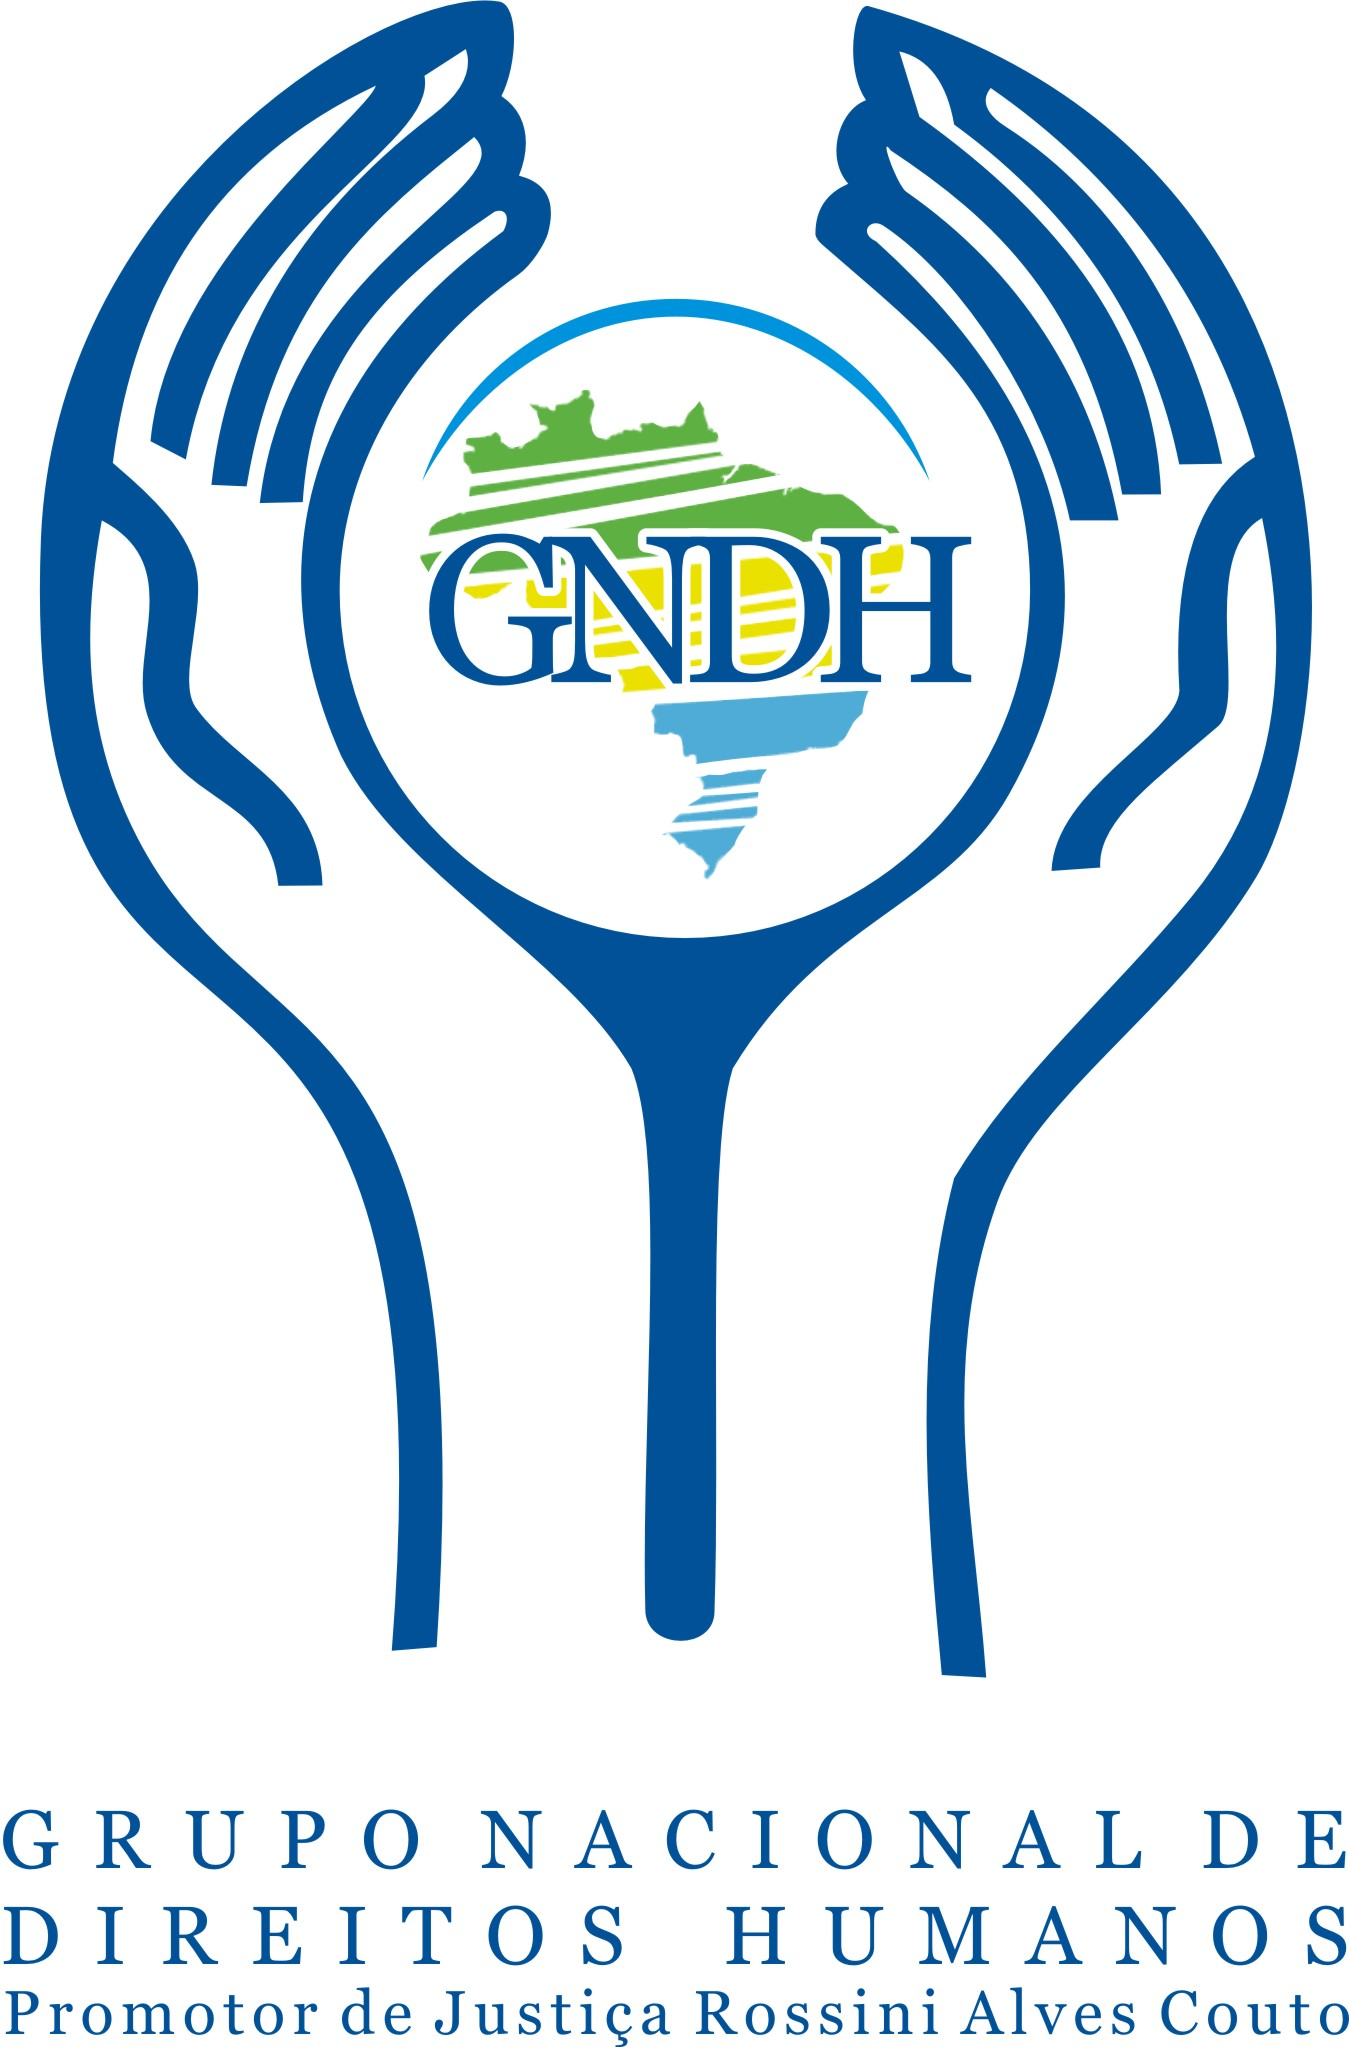 GNDH
GRUPO NACIONAL DE
DIREITOS HUMANOS
Promotor de Justiça Rossini Alves Couto